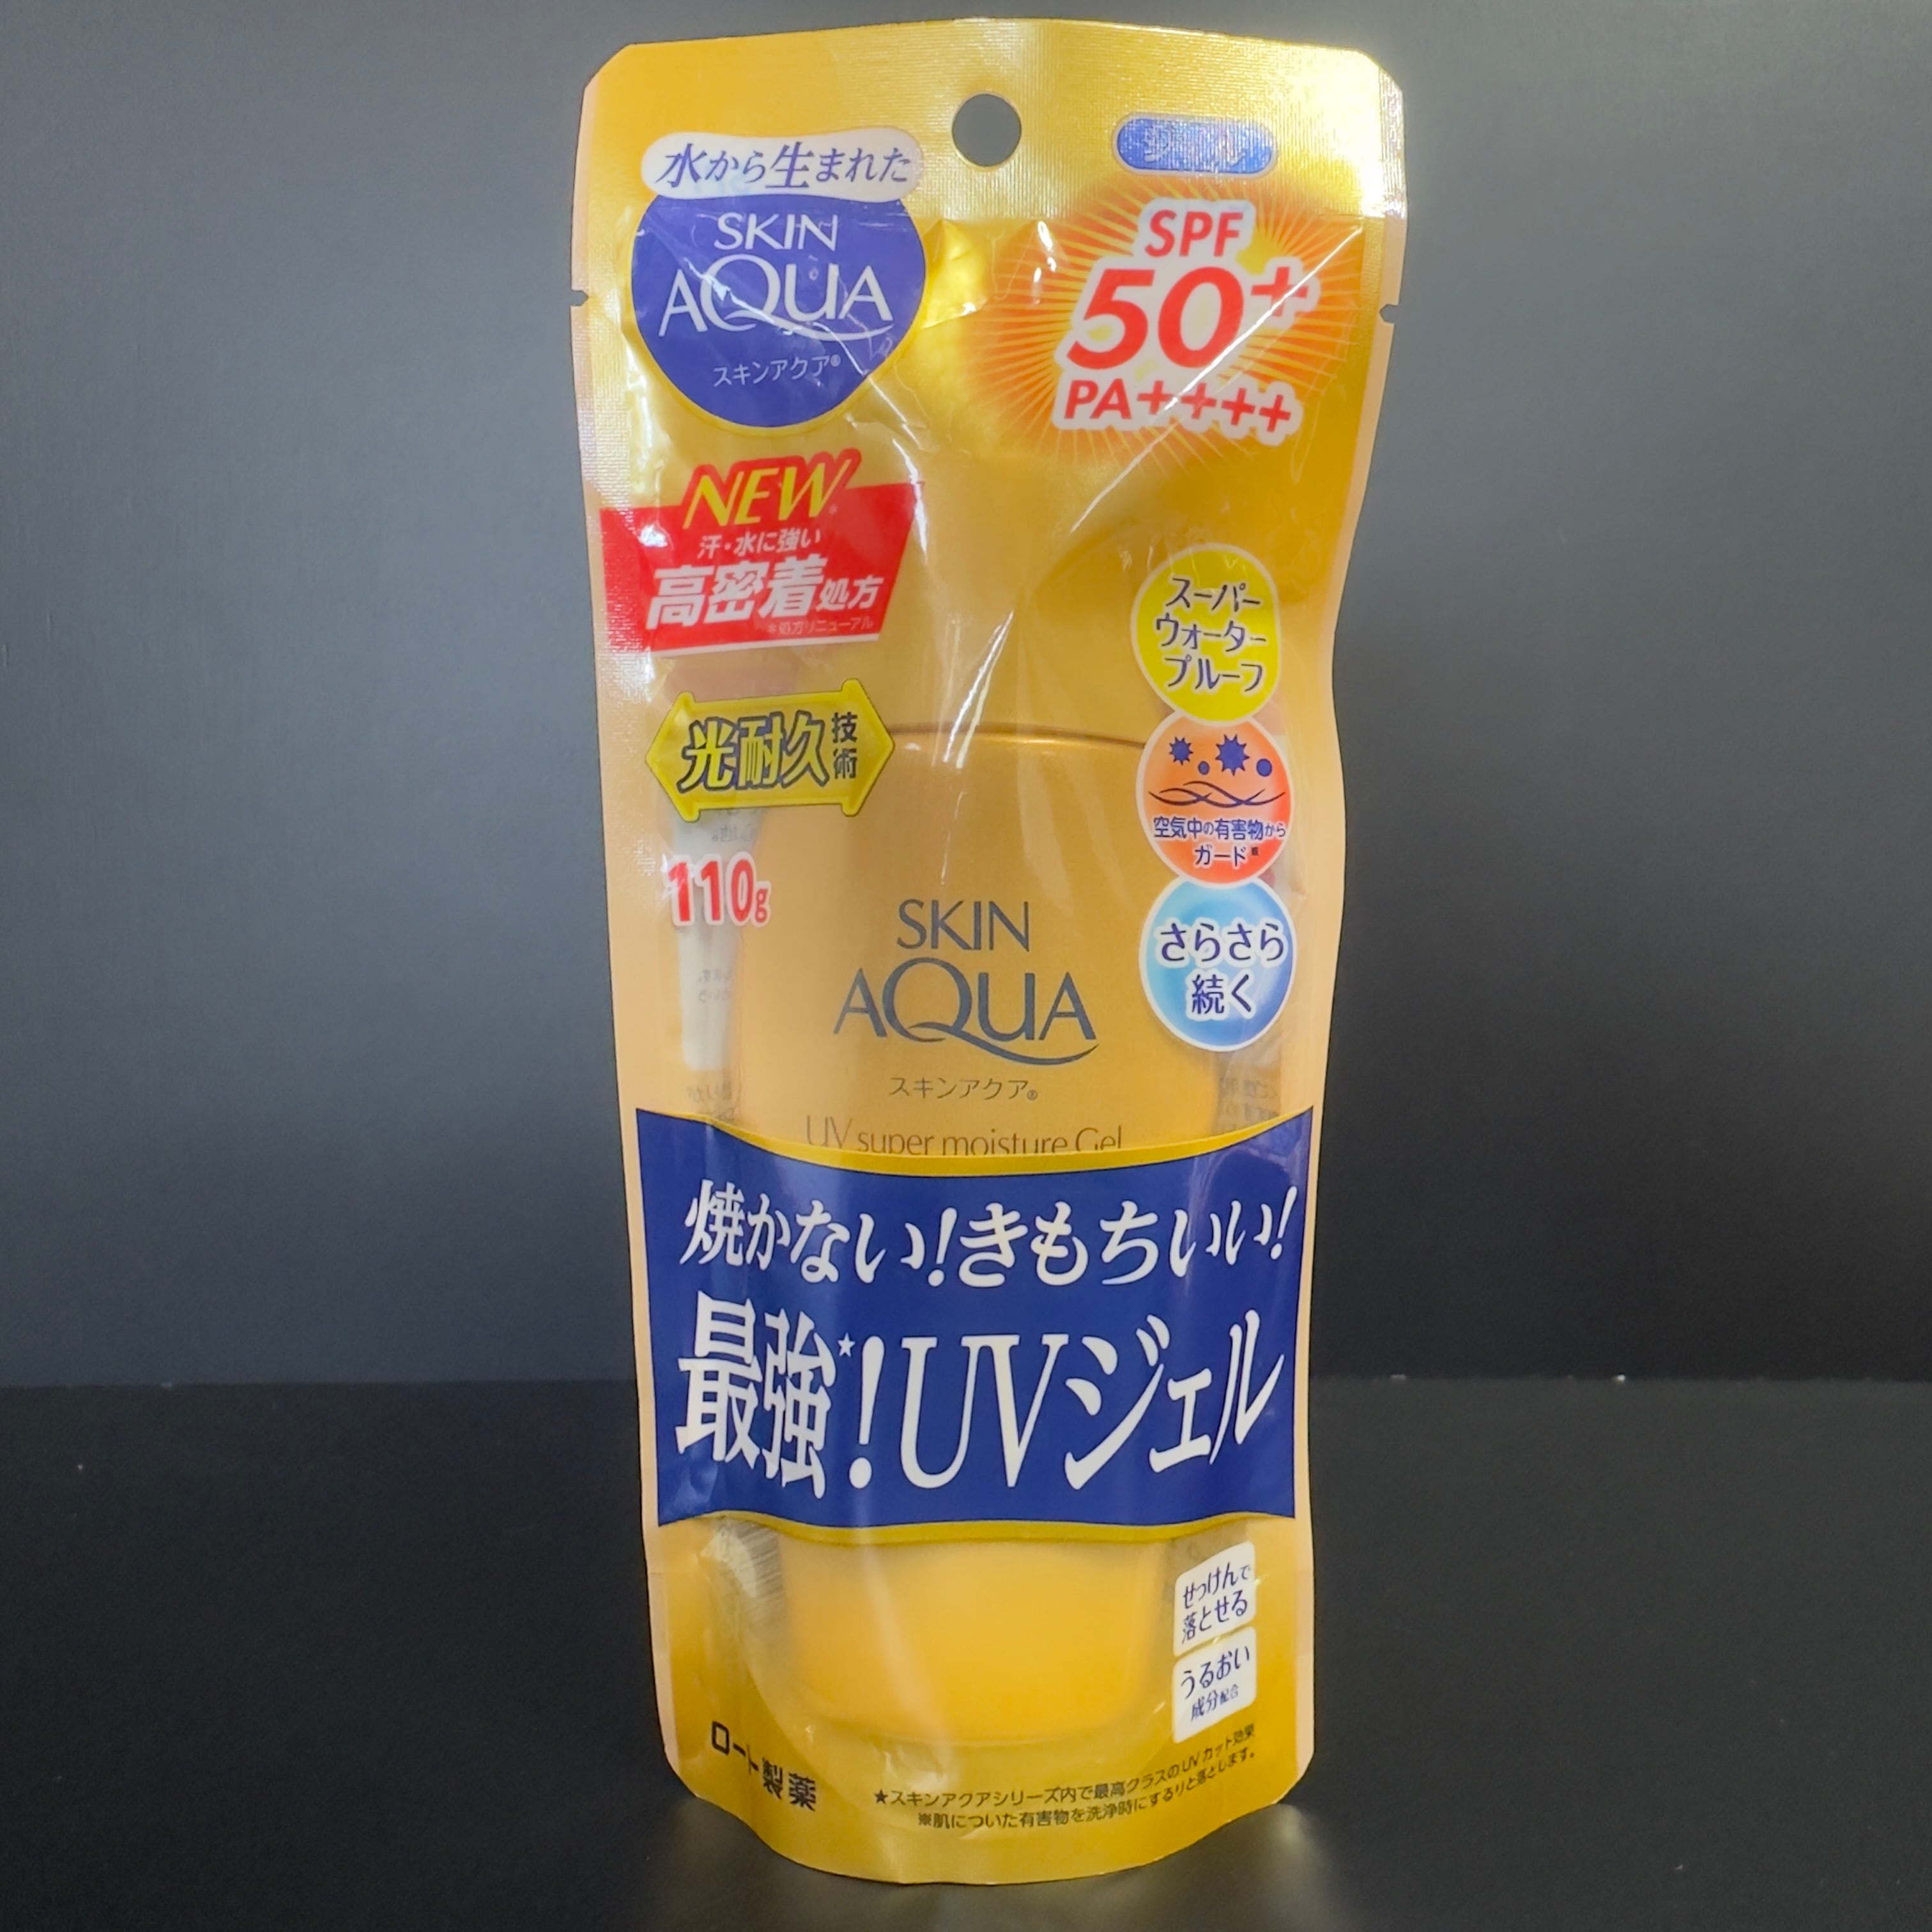 水から生まれた
SKIN
AQUA
スキンアクア®
ジェル
SPF
50+
PA++++
NEW
汗・水に強い
高密着処方
*処方リニューアル
スーパー
ウォーター
プルーフ
光耐久技術
空気中の有害物から
ガード※
110g
さらさら
続く
SKIN
AQUA
スキンアクア®
UV super moisture Gel
焼かない!きもちいい!
最強★!UVジェル
せっけんで
落とせる
うるおい
成分配合
ロート製薬
★スキンアクアシリーズ内で最高クラスのUVカット効果
※肌についた有害物を洗浄時にするりと落とします。